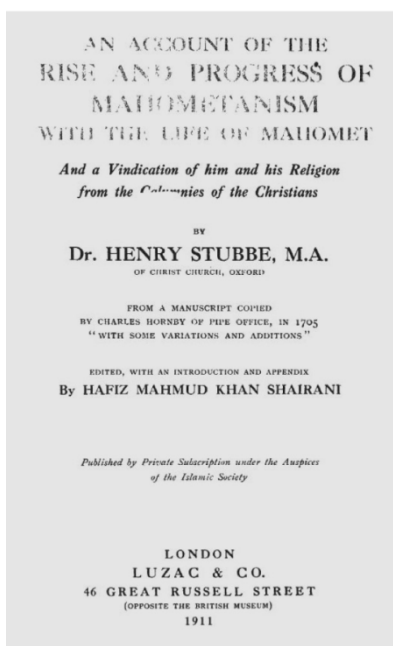 AN ACCOUNT OF THE
RISE AND PROGRESS OF
MAHOMETANISM
WITH THE LIFE OF MAHOMET
And a Vindication of him and his Religion
from the Calumnies of the Christians
BY
Dr. HENRY STUBBE, M.A.
OF CHRIST CHURCH, OXFORD
FROM A MANUSCRIPT COPIED
BY CHARLES HORNBY OF PIPE OFFICE, IN 1705
"WITH SOME VARIATIONS AND ADDITIONS"
EDITED, WITH AN INTRODUCTION AND APPENDIX
By HAFIZ MAHMUD KHAN SHAIRANI
Published by Private Subscription under the Auspices
of the Islamic Society
LONDON
LUZAC & CO.
46 GREAT RUSSELL STREET
(OPPOSITE THE BRITISH MUSEUM)
1911